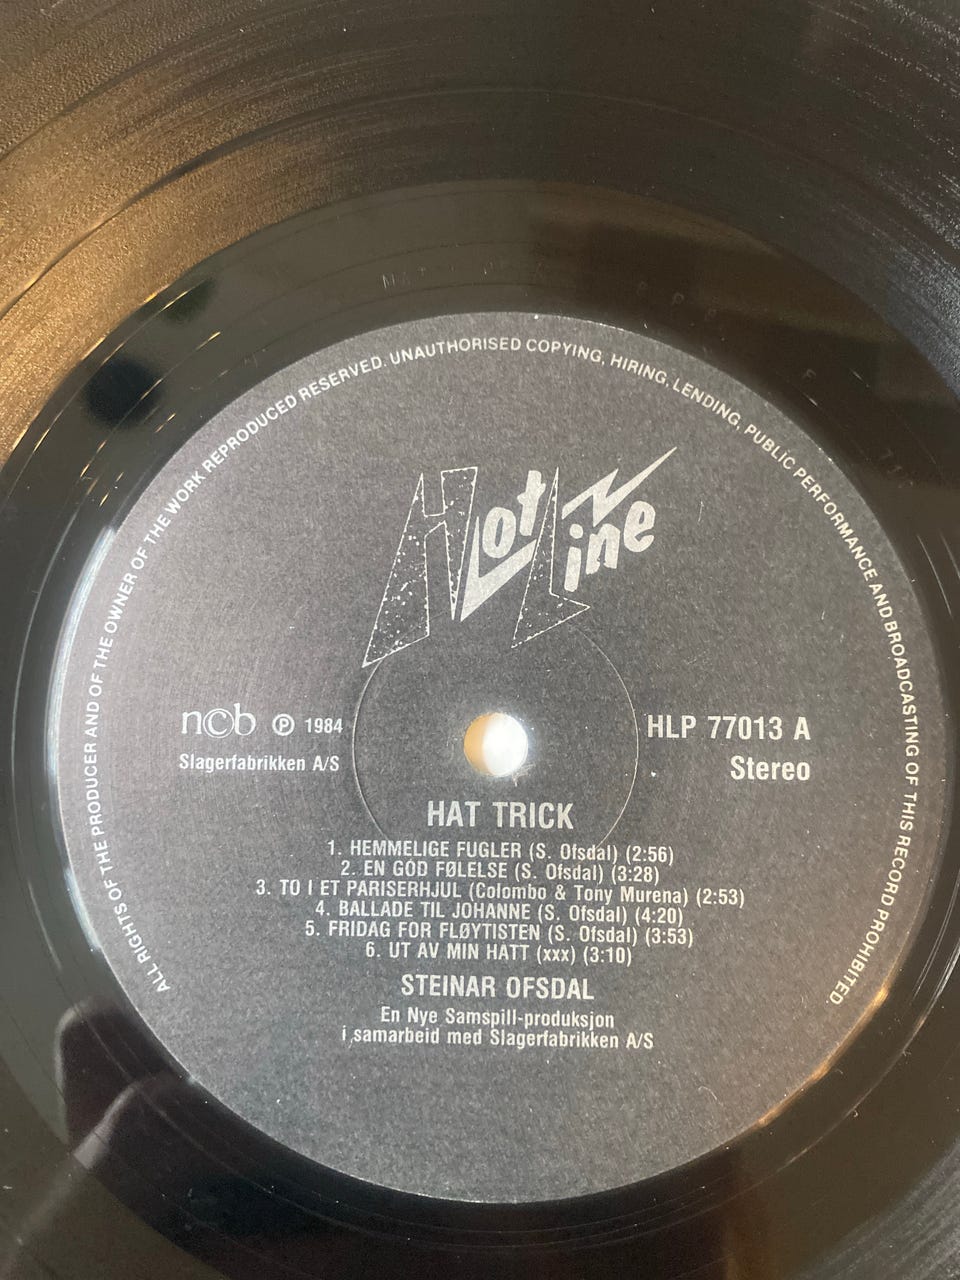 ALL RIGHTS OF THE PRODUCER AND OF THE OWNER OF THE WORK REPRODUCED RESERVED. UNAUTHORISED COPYING, HIRING, LENDING, PUBLIC PERFORMANCE AND BROADCASTING OF THIS RECORD PROHIBITED.
Hot Line
n©b ℗ 1984
Slagerfabrikken A/S
HLP 77013 A
Stereo
HAT TRICK
1. HEMMELIGE FUGLER (S. Ofsdal) (2:56)
2. EN GOD FØLELSE (S. Ofsdal) (3:28)
3. TO I ET PARISERHJUL (Colombo & Tony Murena) (2:53)
4. BALLADE TIL JOHANNE (S. Ofsdal) (4:20)
5. FRIDAG FOR FLØYTISTEN (S. Ofsdal) (3:53)
6. UT AV MIN HATT (xxx) (3:10)
STEINAR OFSDAL
En Nye Samspill-produksjon
i samarbeid med Slagerfabrikken A/S